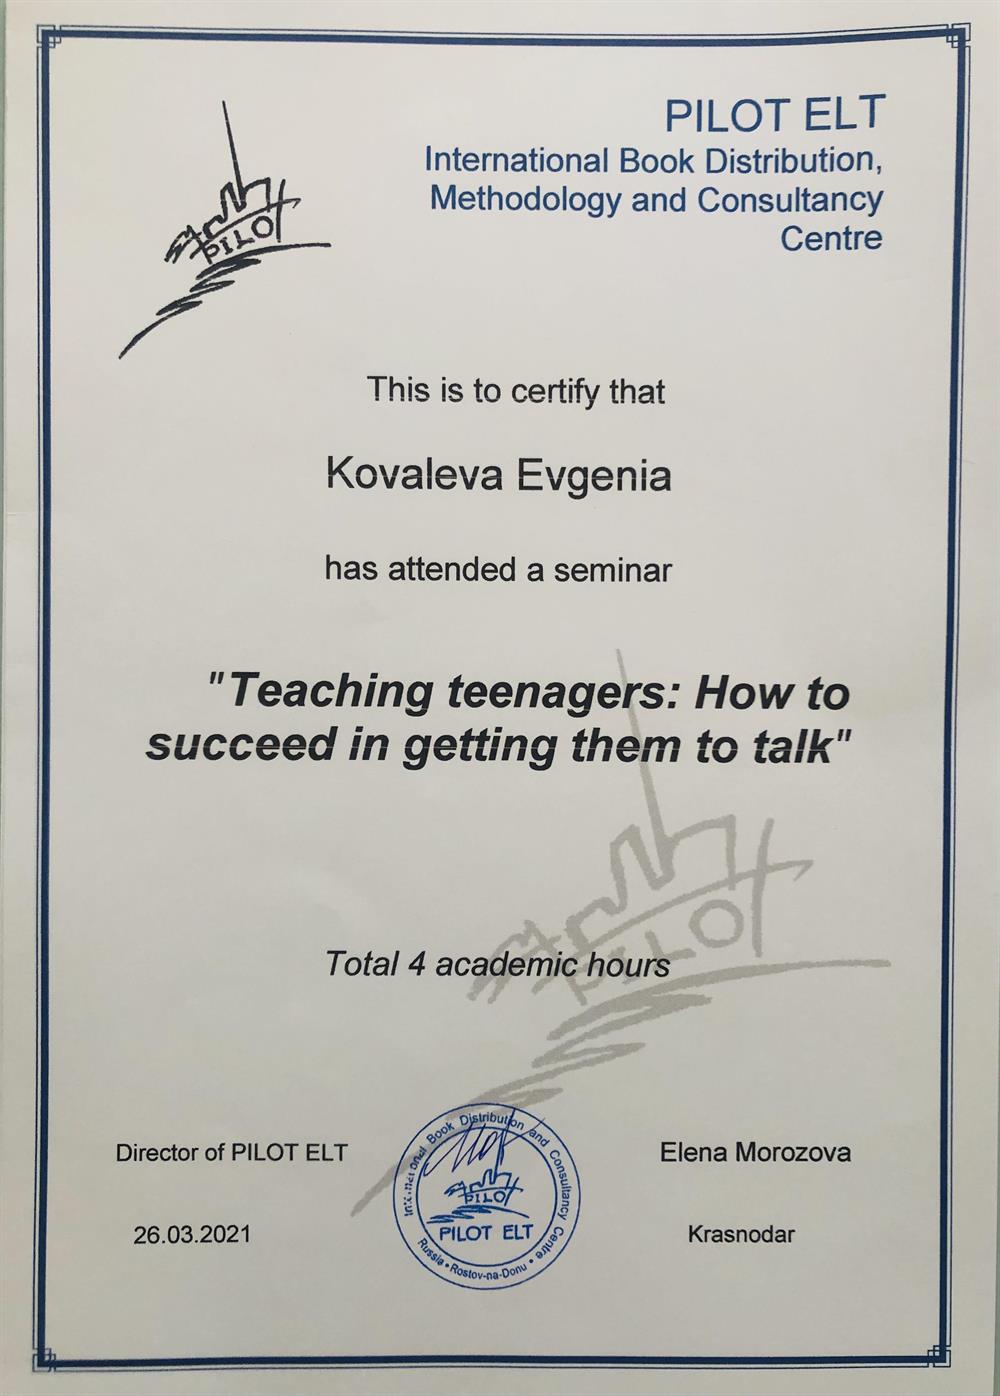 PILOT
PILOT ELT
International Book Distribution,
Methodology and Consultancy
Centre
This is to certify that
Kovaleva Evgenia
has attended a seminar
"Teaching teenagers: How to
succeed in getting them to talk"
PILOT
Total 4 academic hours
Director of PILOT ELT
Elena Morozova
26.03.2021
Krasnodar
International Book Distribution and Consultancy Centre
PILOT
PILOT ELT
Russia • Rostov-na-Donu